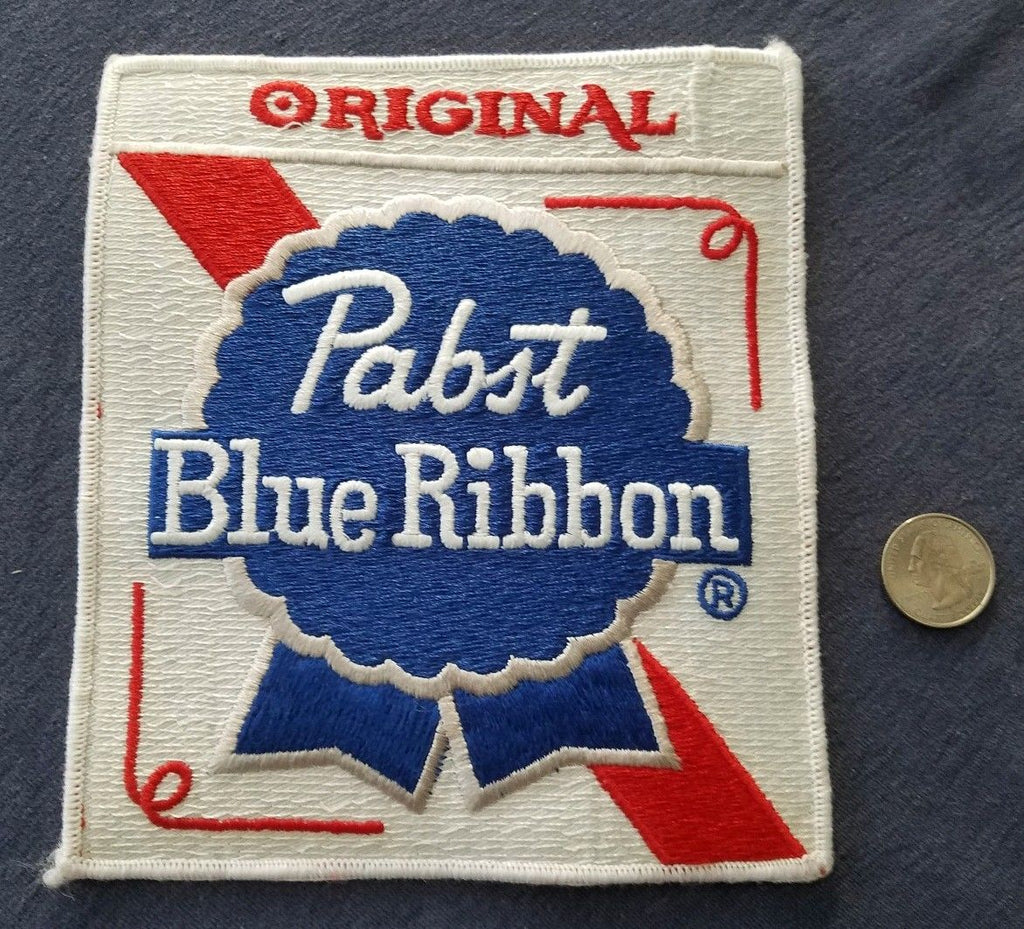 ORIGINAL
Pabst
Blue Ribbon
®